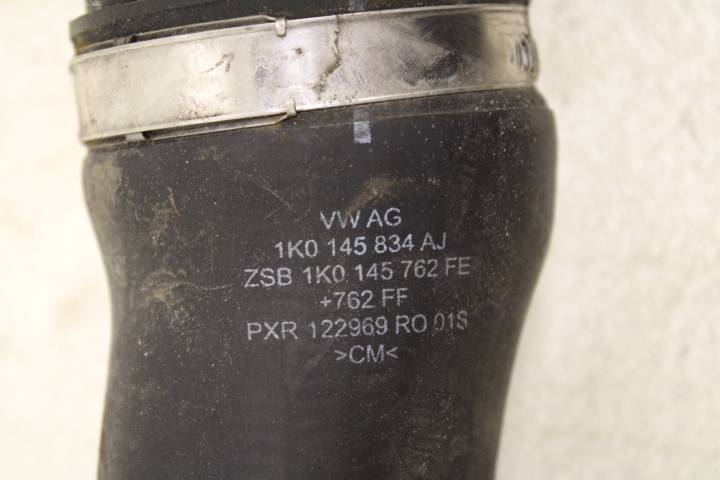 VW AG
1K0 145 834 AJ
ZSB 1K0 145 762 FE
+762 FF
PXR 122969 RO 01S
>CM<